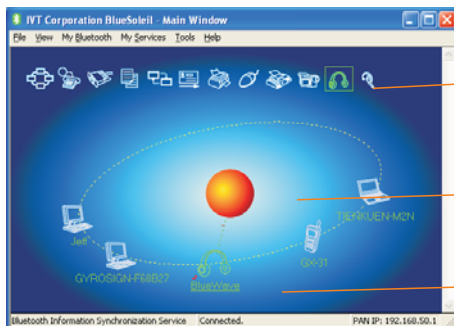 IVT Corporation BlueSoleil - Main Window
File View My Bluetooth My Services Tools Help
TIENKUEN-M2N
Jeff
GX-31
GYROSIGN-F68B27
BlueWave
Bluetooth Information Synchronization Service Connected. PAN IP: 192.168.50.1